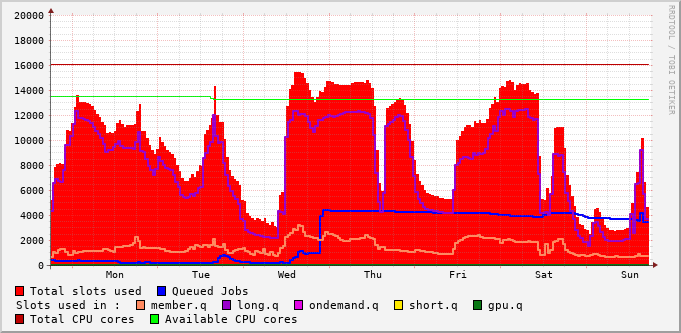 20000
18000
16000
14000
12000
10000
8000
6000
4000
2000
0
Mon Tue Wed Thu Fri Sat Sun
RRDTOOL / TOBI OETIKER
Total slots used Queued Jobs
Slots used in : member.q long.q ondemand.q short.q gpu.q
Total CPU cores Available CPU cores